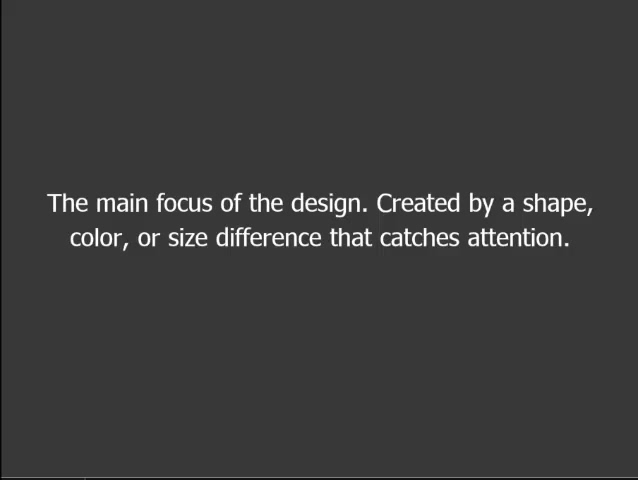 The main focus of the design. Created by a shape,
color, or size difference that catches attention.